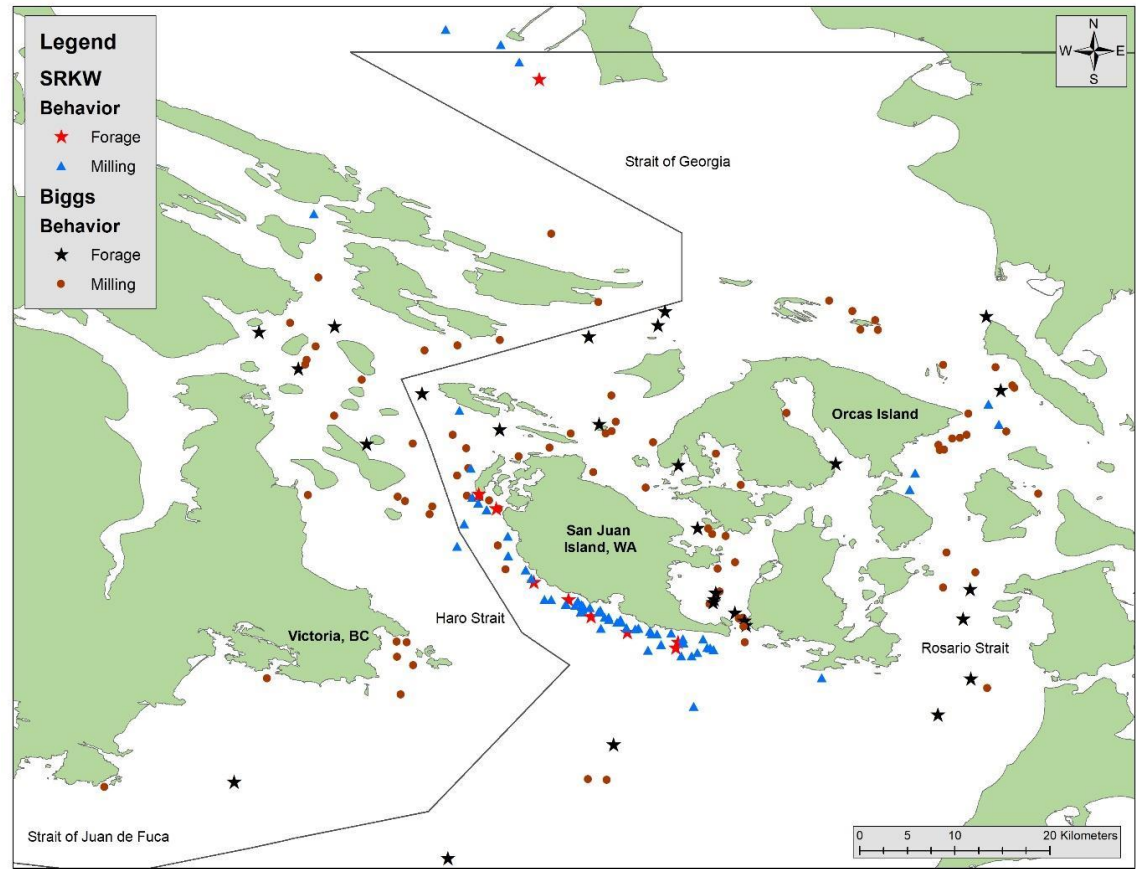 Legend
SRKW
Behavior
Forage
Milling
Biggs
Behavior
Forage
Milling
N
W E
S
Strait of Georgia
Orcas Island
San Juan
Island, WA
Haro Strait
Victoria, BC
Rosario Strait
Strait of Juan de Fuca
0 5 10 20 Kilometers